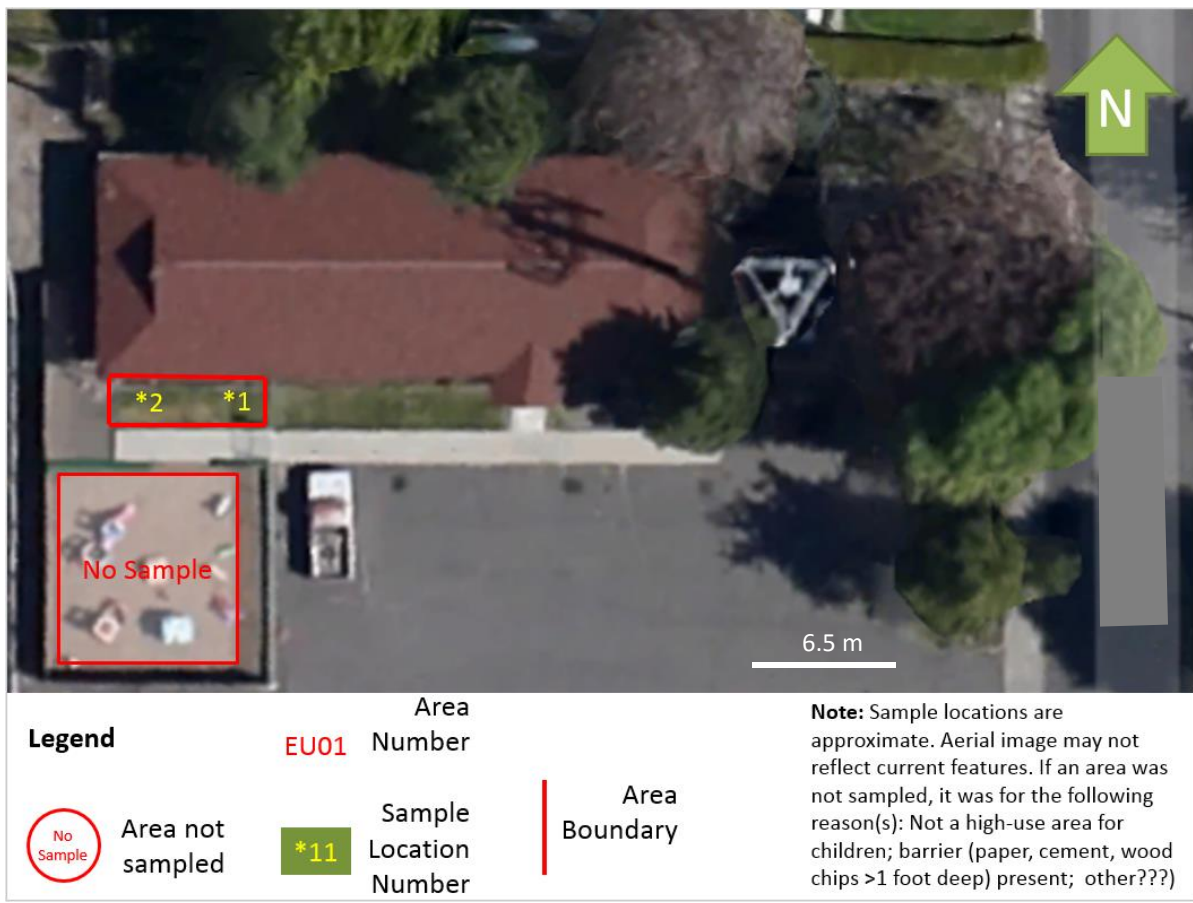 N
*2
*1
No Sample
6.5 m
Legend
EU01
Area
Number
No
Sample
Area not
sampled
*11
Sample
Location
Number
Area
Boundary
Note: Sample locations are
approximate. Aerial image may not
reflect current features. If an area was
not sampled, it was for the following
reason(s): Not a high-use area for
children; barrier (paper, cement, wood
chips >1 foot deep) present;  other???)